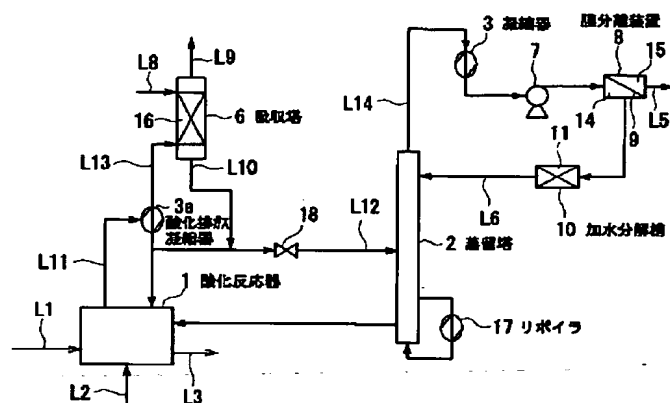 L9
L8
16
6 吸収塔
L13
L10
3a
酸化排ガス
凝縮器
L11
1 酸化反応器
L1
L2
L3
18
L12
L14
3 凝縮器
7
膜分離装置
8
15
14
9
L5
11
L6
10 加水分解槽
2 蒸留塔
17 リボイラ